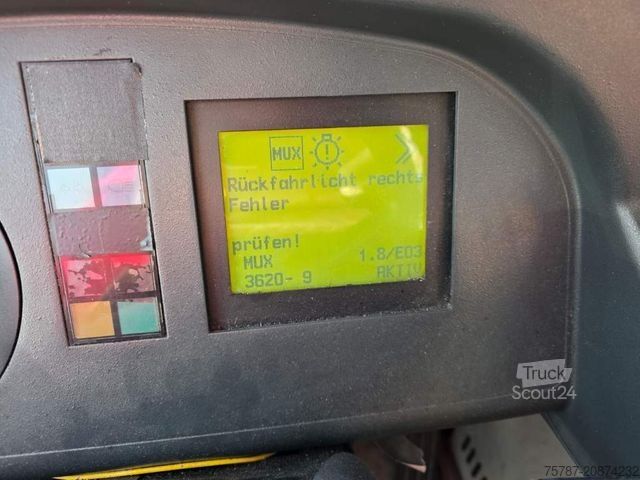 MUX
Rückfahrlicht rechts
Fehler
prüfen!
MUX 1.8/E03
3620- 9 AKTIV
Truck
Scout24
75787-20874232